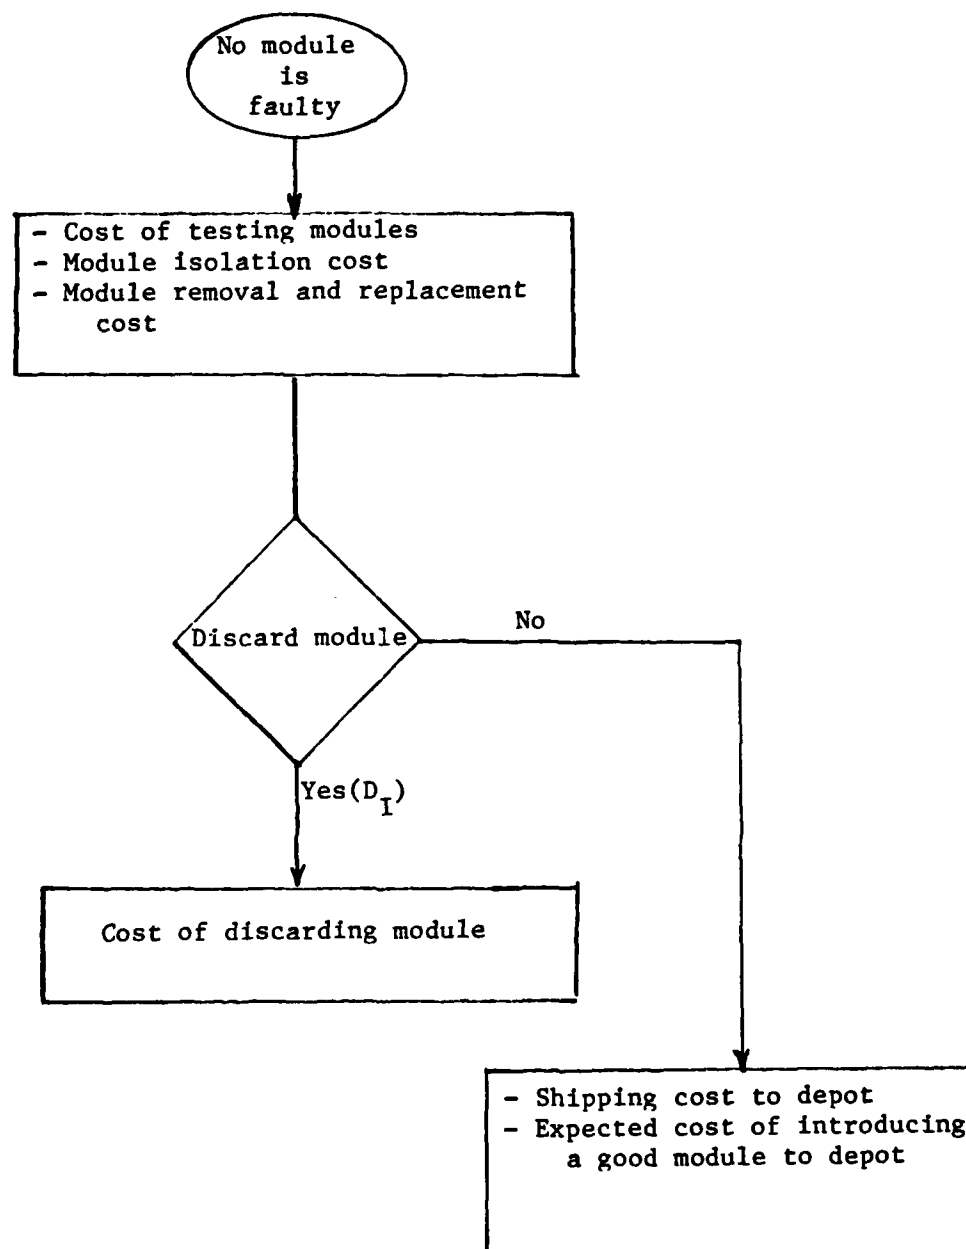 No module
is
faulty
- Cost of testing modules
- Module isolation cost
- Module removal and replacement
cost
Discard module
No
Yes(D_I)
Cost of discarding module
- Shipping cost to depot
- Expected cost of introducing
a good module to depot